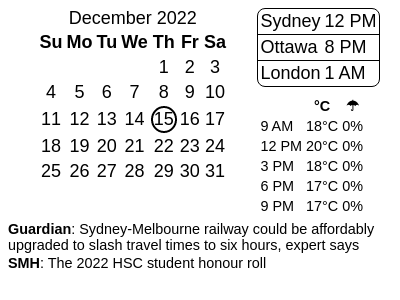 December 2022
Su Mo Tu We Th Fr Sa
1 2 3
4 5 6 7 8 9 10
11 12 13 14 15 16 17
18 19 20 21 22 23 24
25 26 27 28 29 30 31
Sydney 12 PM
Ottawa 8 PM
London 1 AM
°C ☂
9 AM 18°C 0%
12 PM 20°C 0%
3 PM 18°C 0%
6 PM 17°C 0%
9 PM 17°C 0%
Guardian: Sydney-Melbourne railway could be affordably
upgraded to slash travel times to six hours, expert says
SMH: The 2022 HSC student honour roll